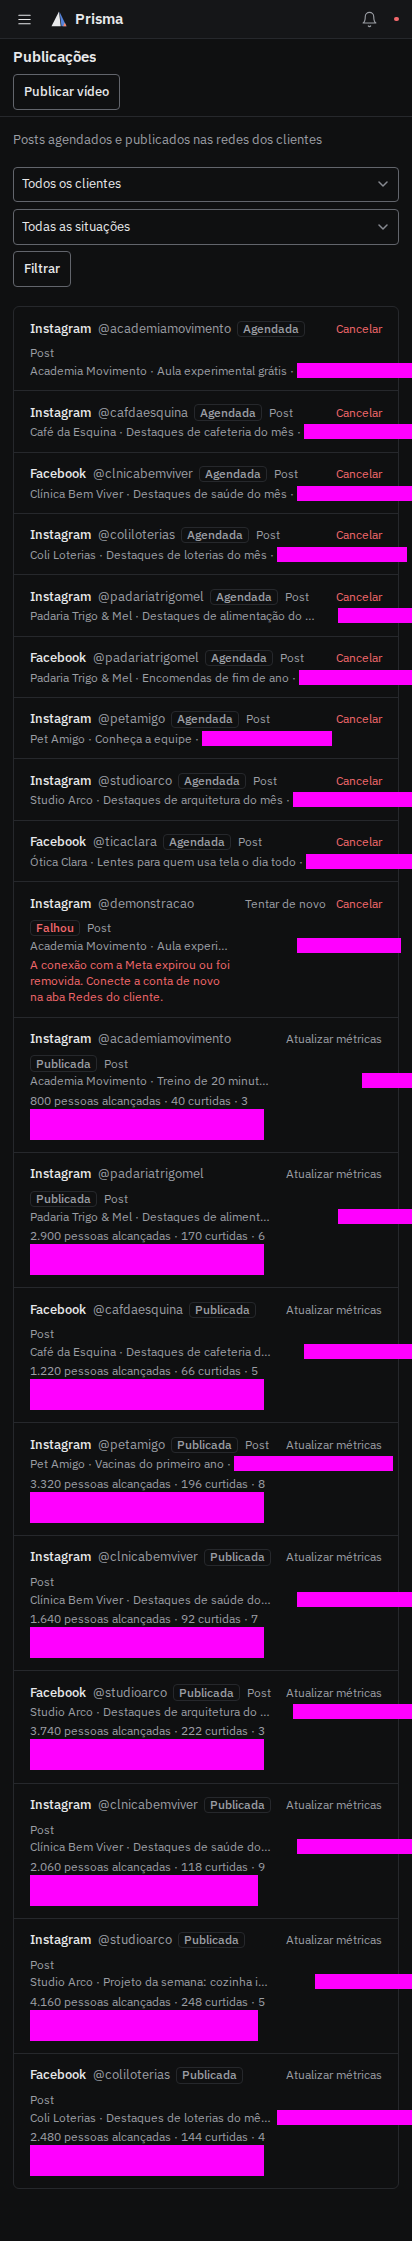 Prisma
Publicações
Publicar vídeo
Posts agendados e publicados nas redes dos clientes
Todos os clientes
Todas as situações
Filtrar
Instagram @academiamovimento Agendada Cancelar
Post
Academia Movimento · Aula experimental grátis ·
Instagram @cafdaesquina Agendada Post Cancelar
Café da Esquina · Destaques de cafeteria do mês ·
Facebook @clnicabemviver Agendada Post Cancelar
Clínica Bem Viver · Destaques de saúde do mês ·
Instagram @coliloterias Agendada Post Cancelar
Coli Loterias · Destaques de loterias do mês ·
Instagram @padariatrigomel Agendada Post Cancelar
Padaria Trigo & Mel · Destaques de alimentação do ...
Facebook @padariatrigomel Agendada Post Cancelar
Padaria Trigo & Mel · Encomendas de fim de ano ·
Instagram @petamigo Agendada Post Cancelar
Pet Amigo · Conheça a equipe ·
Instagram @studioarco Agendada Post Cancelar
Studio Arco · Destaques de arquitetura do mês ·
Facebook @ticaclara Agendada Post Cancelar
Ótica Clara · Lentes para quem usa tela o dia todo ·
Instagram @demonstracao Tentar de novo Cancelar
Falhou Post
Academia Movimento · Aula experi...
A conexão com a Meta expirou ou foi
removida. Conecte a conta de novo
na aba Redes do cliente.
Instagram @academiamovimento Atualizar métricas
Publicada Post
Academia Movimento · Treino de 20 minut...
800 pessoas alcançadas · 40 curtidas · 3
Instagram @padariatrigomel Atualizar métricas
Publicada Post
Padaria Trigo & Mel · Destaques de aliment...
2.900 pessoas alcançadas · 170 curtidas · 6
Facebook @cafdaesquina Publicada Atualizar métricas
Post
Café da Esquina · Destaques de cafeteria d...
1.220 pessoas alcançadas · 66 curtidas · 5
Instagram @petamigo Publicada Post Atualizar métricas
Pet Amigo · Vacinas do primeiro ano ·
3.320 pessoas alcançadas · 196 curtidas · 8
Instagram @clnicabemviver Publicada Atualizar métricas
Post
Clínica Bem Viver · Destaques de saúde do...
1.640 pessoas alcançadas · 92 curtidas · 7
Facebook @studioarco Publicada Post Atualizar métricas
Studio Arco · Destaques de arquitetura do ...
3.740 pessoas alcançadas · 222 curtidas · 3
Instagram @clnicabemviver Publicada Atualizar métricas
Post
Clínica Bem Viver · Destaques de saúde do...
2.060 pessoas alcançadas · 118 curtidas · 9
Instagram @studioarco Publicada Atualizar métricas
Post
Studio Arco · Projeto da semana: cozinha i...
4.160 pessoas alcançadas · 248 curtidas · 5
Facebook @coliloterias Publicada Atualizar métricas
Post
Coli Loterias · Destaques de loterias do mê...
2.480 pessoas alcançadas · 144 curtidas · 4